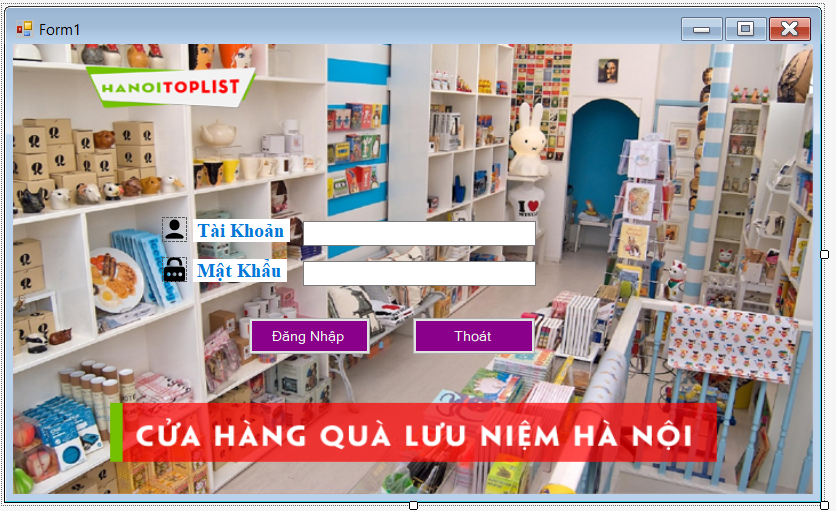 Form1
HANOITOPLIST
I ♥
Tài Khoản
Mật Khẩu
Đăng Nhập
Thoát
CỬA HÀNG QUÀ LƯU NIỆM HÀ NỘI